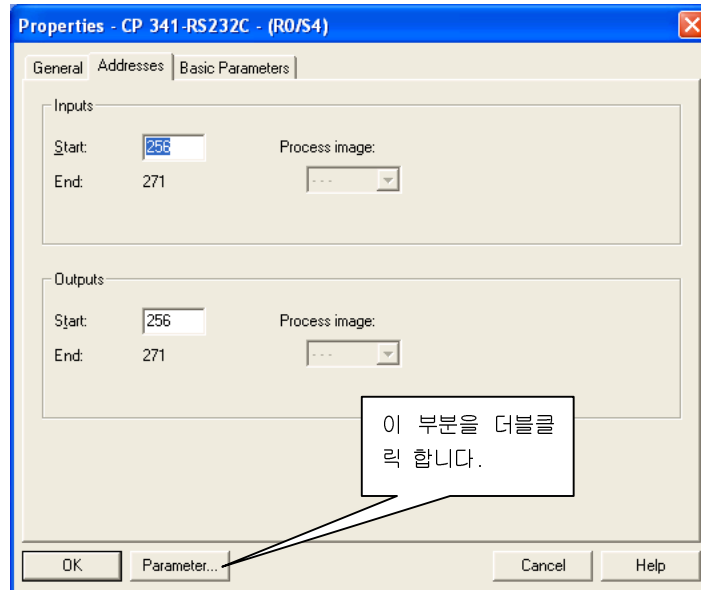 Properties - CP 341-RS232C - (R0/S4)
General Addresses Basic Parameters
Inputs
Start: 256 Process image:
End: 271 ---
Outputs
Start: 256 Process image:
End: 271 ---
이 부분을 더블클
릭 합니다.
OK Parameter... Cancel Help